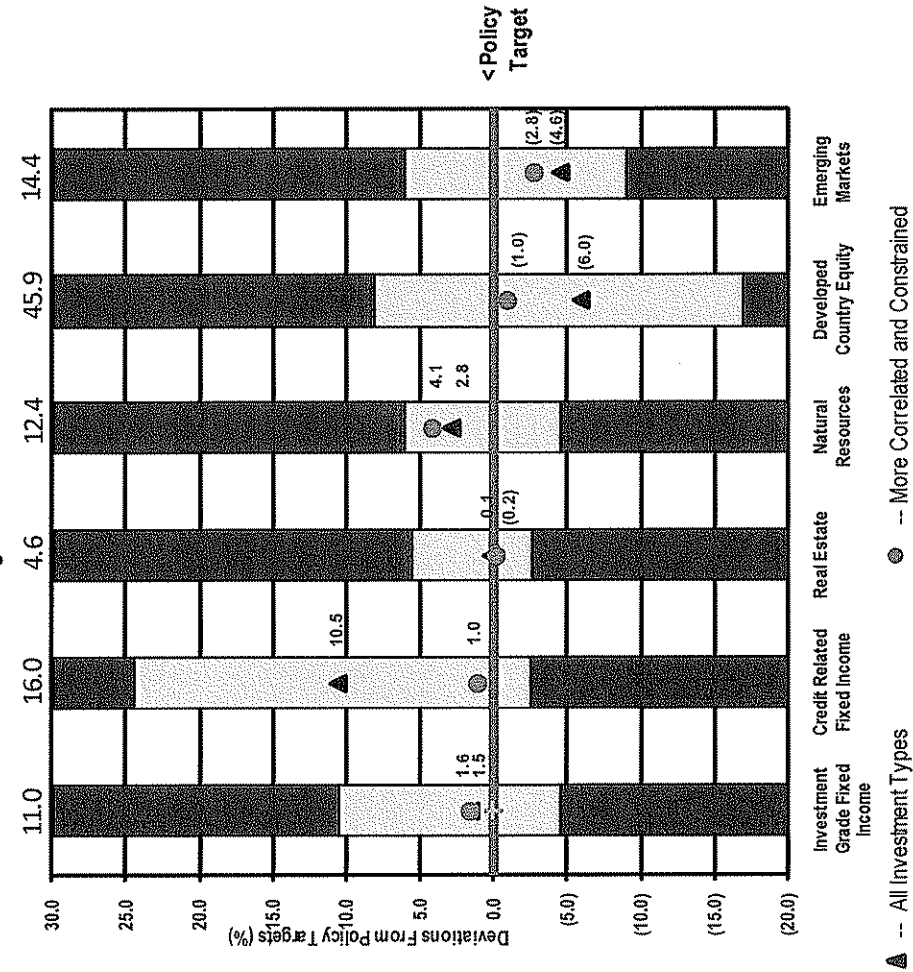 11.0 16.0 4.6 12.4 45.9 14.4
30.0
25.0
20.0
15.0
10.0
5.0
0.0
(5.0)
(10.0)
(15.0)
(20.0)
Deviations From Policy Targets (%)
1.6
1.5
10.5
1.0
0.1
(0.2)
4.1
2.8
(1.0)
(6.0)
(2.8)
(4.6)
< Policy
Target
Investment
Grade Fixed
Income
Credit Related
Fixed Income
Real Estate
Natural
Resources
Developed
Country Equity
Emerging
Markets
-- All Investment Types
-- More Correlated and Constrained